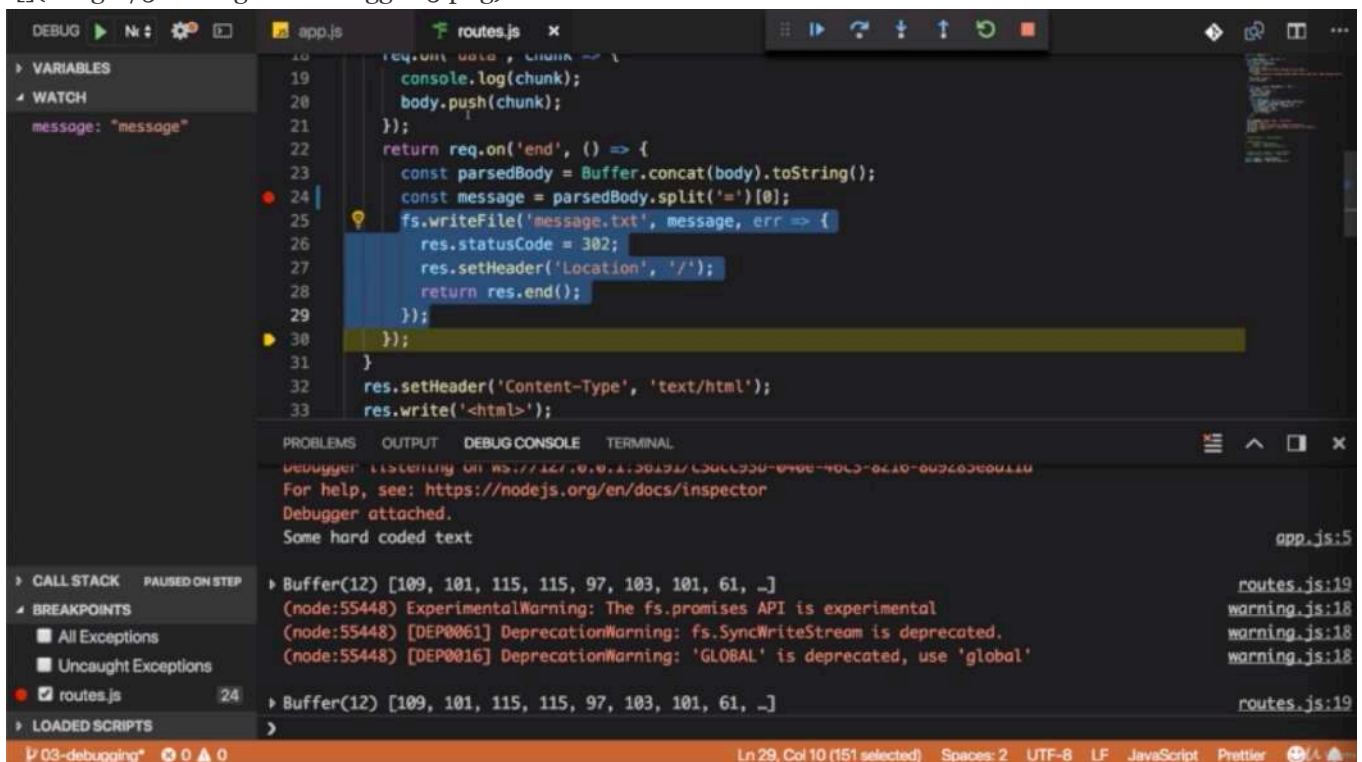 DEBUG
app.js
routes.js
VARIABLES
WATCH
message: "message"
18 req.on('data', chunk => {
19 console.log(chunk);
20 body.push(chunk);
21 });
22 return req.on('end', () => {
23 const parsedBody = Buffer.concat(body).toString();
24 const message = parsedBody.split('=')[0];
25 fs.writeFile('message.txt', message, err => {
26 res.statusCode = 302;
27 res.setHeader('Location', '/');
28 return res.end();
29 });
30 });
31 }
32 res.setHeader('Content-Type', 'text/html');
33 res.write('<html>');
PROBLEMS OUTPUT DEBUG CONSOLE TERMINAL
For help, see: https://nodejs.org/en/docs/inspector
Debugger attached.
Some hard coded text app.js:5
CALL STACK PAUSED ON STEP
Buffer(12) [109, 101, 115, 115, 97, 103, 101, 61, …] routes.js:19
BREAKPOINTS
(node:55448) ExperimentalWarning: The fs.promises API is experimental warning.js:18
All Exceptions
(node:55448) [DEP0061] DeprecationWarning: fs.SyncWriteStream is deprecated. warning.js:18
Uncaught Exceptions
(node:55448) [DEP0016] DeprecationWarning: 'GLOBAL' is deprecated, use 'global' warning.js:18
routes.js 24
Buffer(12) [109, 101, 115, 115, 97, 103, 101, 61, …] routes.js:19
LOADED SCRIPTS
03-debugging* 0 0 Ln 29, Col 10 (151 selected) Spaces: 2 UTF-8 LF JavaScript Prettier